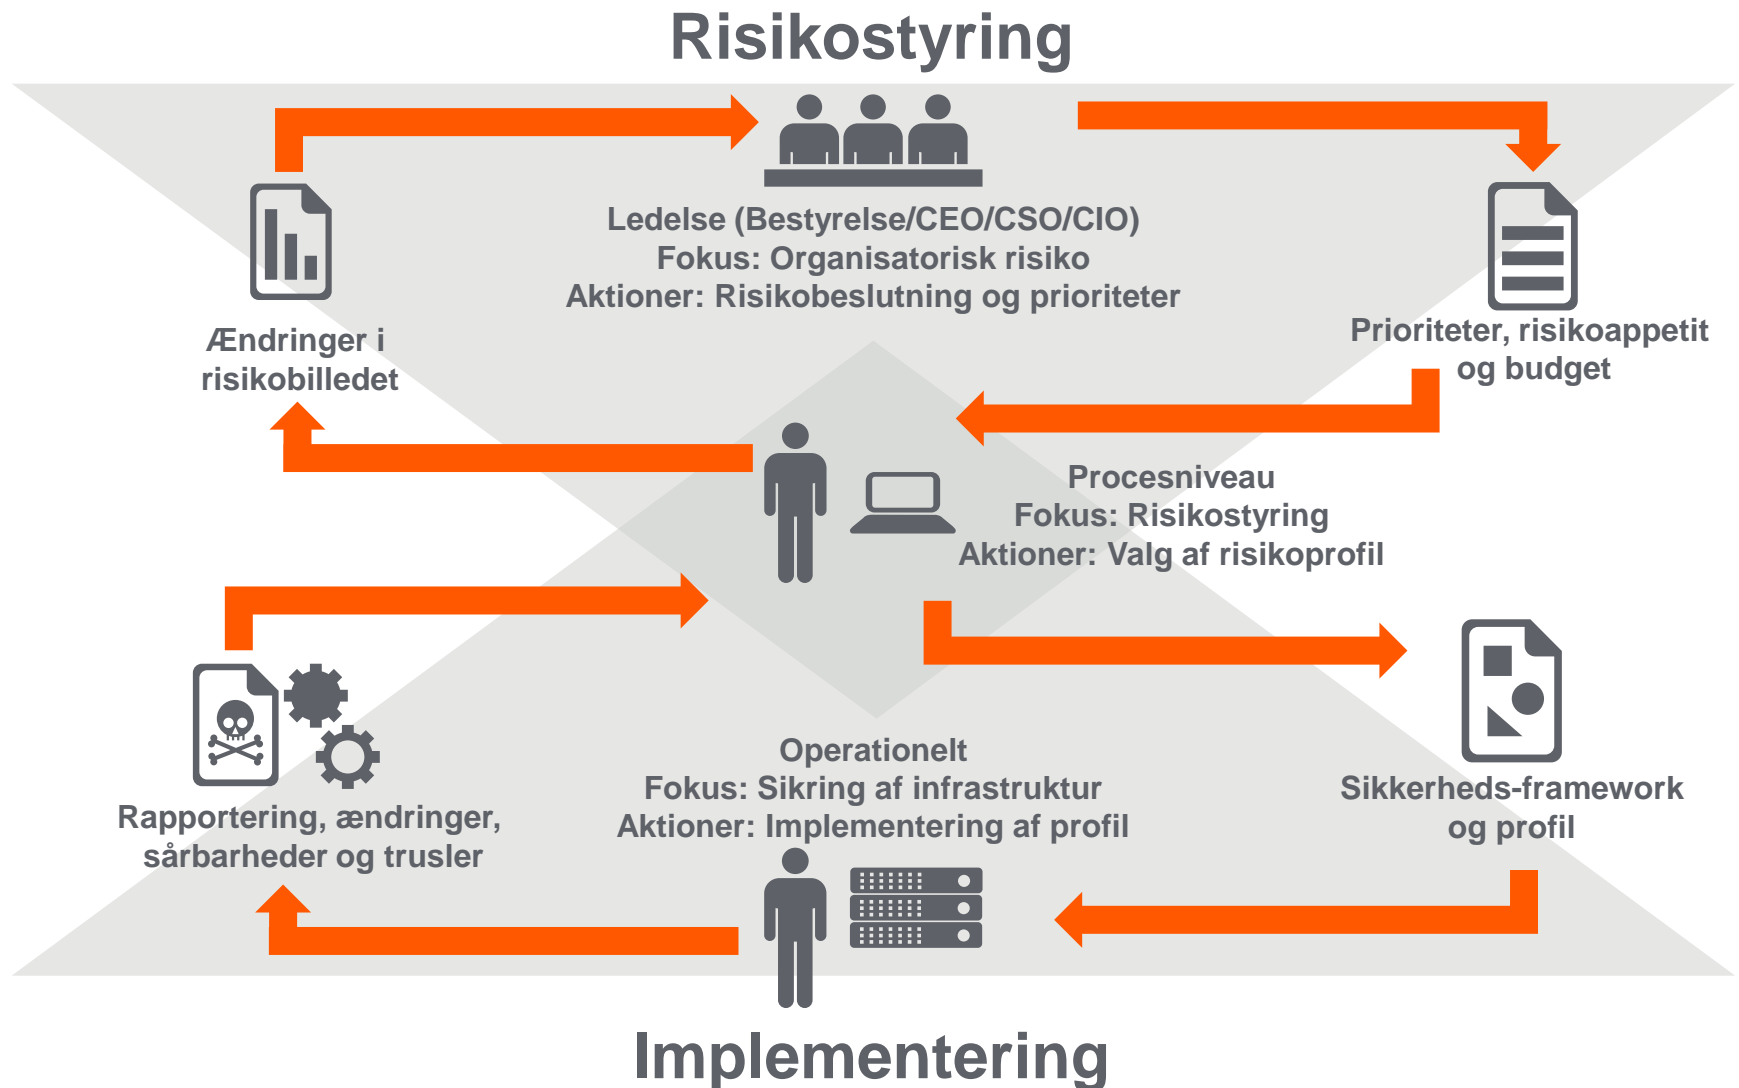 Risikostyring
Ledelse (Bestyrelse/CEO/CSO/CIO)
Fokus: Organisatorisk risiko
Aktioner: Risikobeslutning og prioriteter
Ændringer i
risikobilledet
Prioriteter, risikoappetit
og budget
Procesniveau
Fokus: Risikostyring
Aktioner: Valg af risikoprofil
Operationelt
Fokus: Sikring af infrastruktur
Aktioner: Implementering af profil
Rapportering, ændringer,
sårbarheder og trusler
Sikkerheds-framework
og profil
Implementering